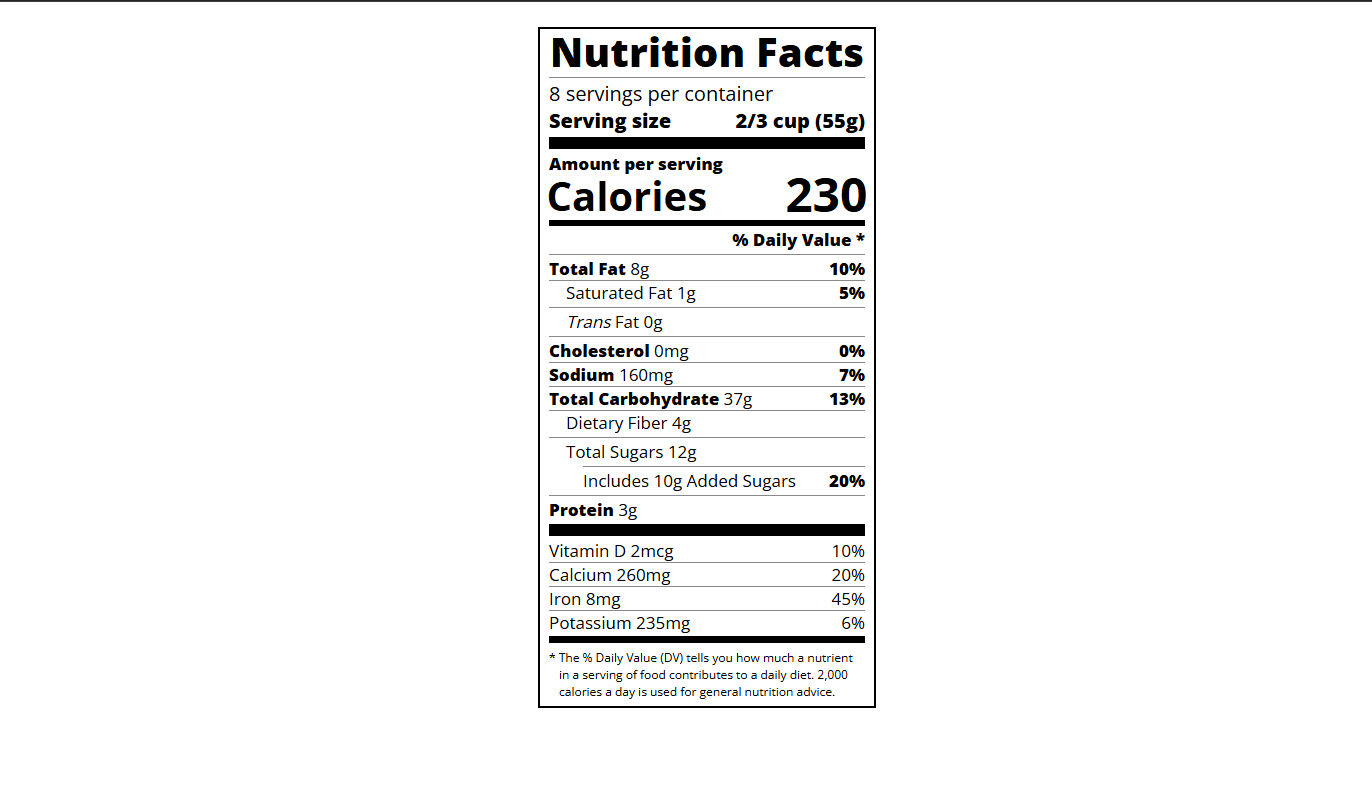 Nutrition Facts
8 servings per container
Serving size 2/3 cup (55g)
Amount per serving
Calories 230
% Daily Value *
Total Fat 8g 10%
Saturated Fat 1g 5%
Trans Fat 0g
Cholesterol 0mg 0%
Sodium 160mg 7%
Total Carbohydrate 37g 13%
Dietary Fiber 4g
Total Sugars 12g
Includes 10g Added Sugars 20%
Protein 3g
Vitamin D 2mcg 10%
Calcium 260mg 20%
Iron 8mg 45%
Potassium 235mg 6%
* The % Daily Value (DV) tells you how much a nutrient
in a serving of food contributes to a daily diet. 2,000
calories a day is used for general nutrition advice.